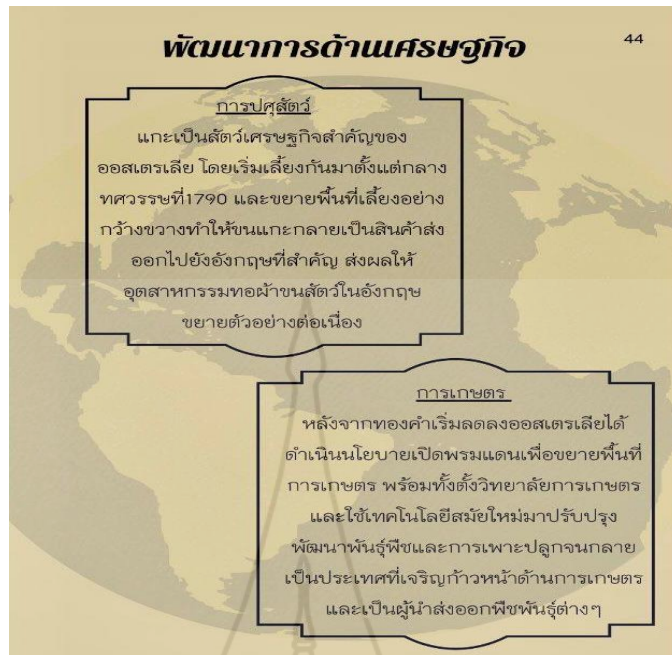 พัฒนาการด้านเศรษฐกิจ
44
การปศุสัตว์
แกะเป็นสัตว์เศรษฐกิจสำคัญของ
ออสเตรเลีย โดยเริ่มเลี้ยงกันมาตั้งแต่กลาง
ทศวรรษที่1790 และขยายพื้นที่เลี้ยงอย่าง
กว้างขวางทำให้ขนแกะกลายเป็นสินค้าส่ง
ออกไปยังอังกฤษที่สำคัญ ส่งผลให้
อุตสาหกรรมทอผ้าขนสัตว์ในอังกฤษ
ขยายตัวอย่างต่อเนื่อง
การเกษตร
หลังจากทองคำเริ่มลดลงออสเตรเลียได้
ดำเนินนโยบายเปิดพรมแดนเพื่อขยายพื้นที่
การเกษตร พร้อมทั้งตั้งวิทยาลัยการเกษตร
และใช้เทคโนโลยีสมัยใหม่มาปรับปรุง
พัฒนาพันธุ์พืชและการเพาะปลูกจนกลาย
เป็นประเทศที่เจริญก้าวหน้าด้านการเกษตร
และเป็นผู้นำส่งออกพืชพันธุ์ต่างๆ